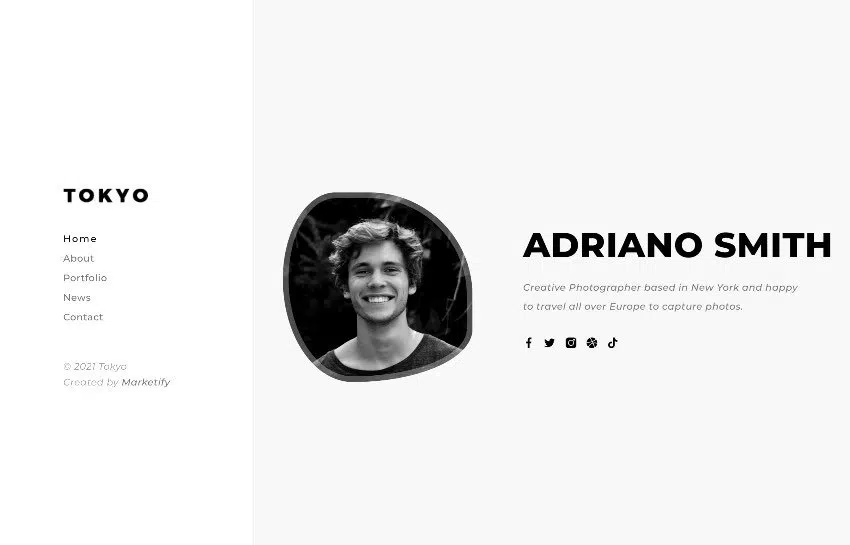 TOKYO
Home
About
Portfolio
News
Contact
© 2021 Tokyo
Created by Marketify
ADRIANO SMITH
Creative Photographer based in New York and happy
to travel all over Europe to capture photos.